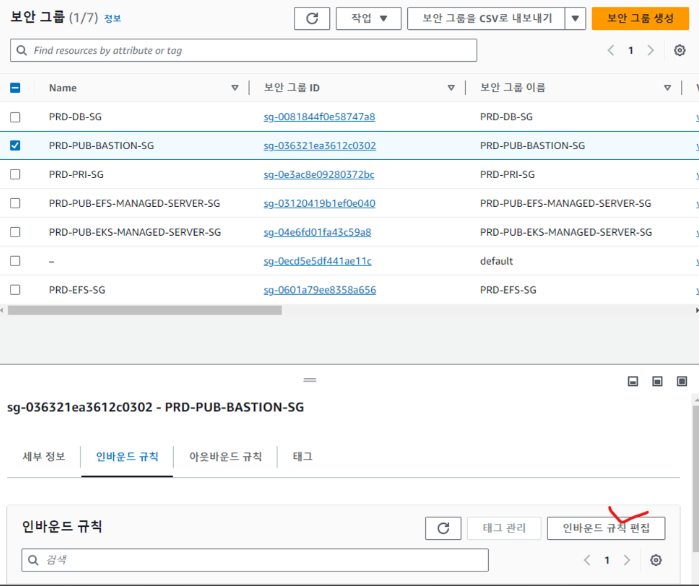 보안 그룹 (1/7) 정보
작업
보안 그룹을 CSV로 내보내기
보안 그룹 생성
Find resources by attribute or tag
1
Name 보안 그룹 ID 보안 그룹 이름
PRD-DB-SG sg-0081844f0e58747a8 PRD-DB-SG
PRD-PUB-BASTION-SG sg-036321ea3612c0302 PRD-PUB-BASTION-SG
PRD-PRI-SG sg-0e3ac8e09280372bc PRD-PRI-SG
PRD-PUB-EFS-MANAGED-SERVER-SG sg-03120419b1ef0e040 PRD-PUB-EFS-MANAGED-SERVER-SG
PRD-PUB-EKS-MANAGED-SERVER-SG sg-04e6fd01fa43c59a8 PRD-PUB-EKS-MANAGED-SERVER-SG
– sg-0ecd5e5df441ae11c default
PRD-EFS-SG sg-0601a79ee8358a656 PRD-EFS-SG
sg-036321ea3612c0302 - PRD-PUB-BASTION-SG
세부 정보 인바운드 규칙 아웃바운드 규칙 태그
인바운드 규칙
태그 관리
인바운드 규칙 편집
검색
1